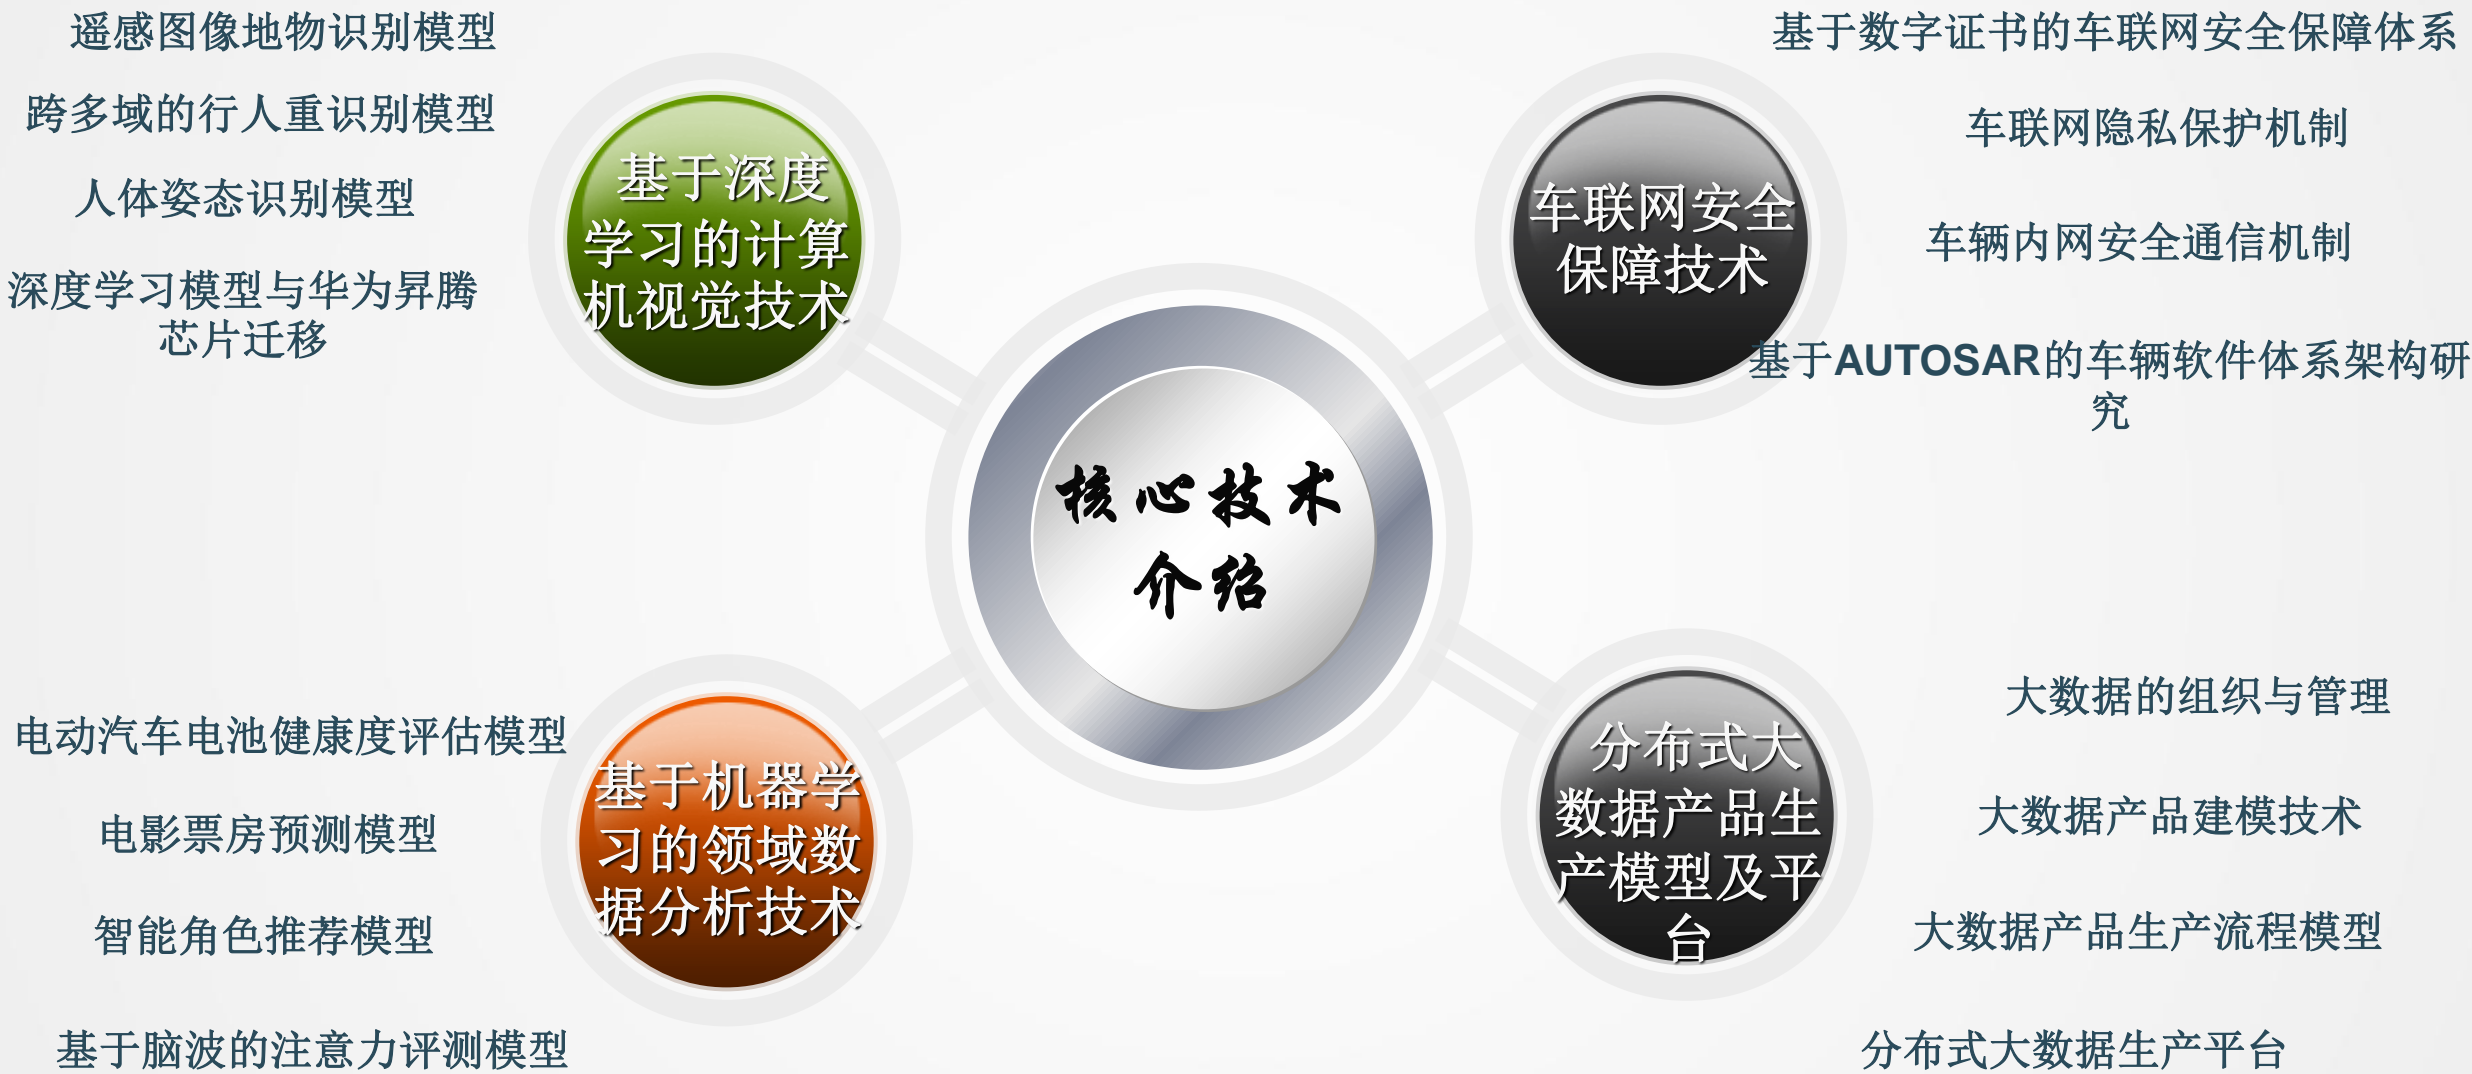 遥感图像地物识别模型
跨多域的行人重识别模型
人体姿态识别模型
深度学习模型与华为昇腾
芯片迁移
基于深度
学习的计算
机视觉技术
基于数字证书的车联网安全保障体系
车联网隐私保护机制
车辆内网安全通信机制
基于AUTOSAR的车辆软件体系架构研
究
车联网安全
保障技术
核心技术
介绍
电动汽车电池健康度评估模型
电影票房预测模型
智能角色推荐模型
基于脑波的注意力评测模型
基于机器学
习的领域数
据分析技术
分布式大
数据产品生
产模型及平
台
大数据的组织与管理
大数据产品建模技术
大数据产品生产流程模型
分布式大数据生产平台